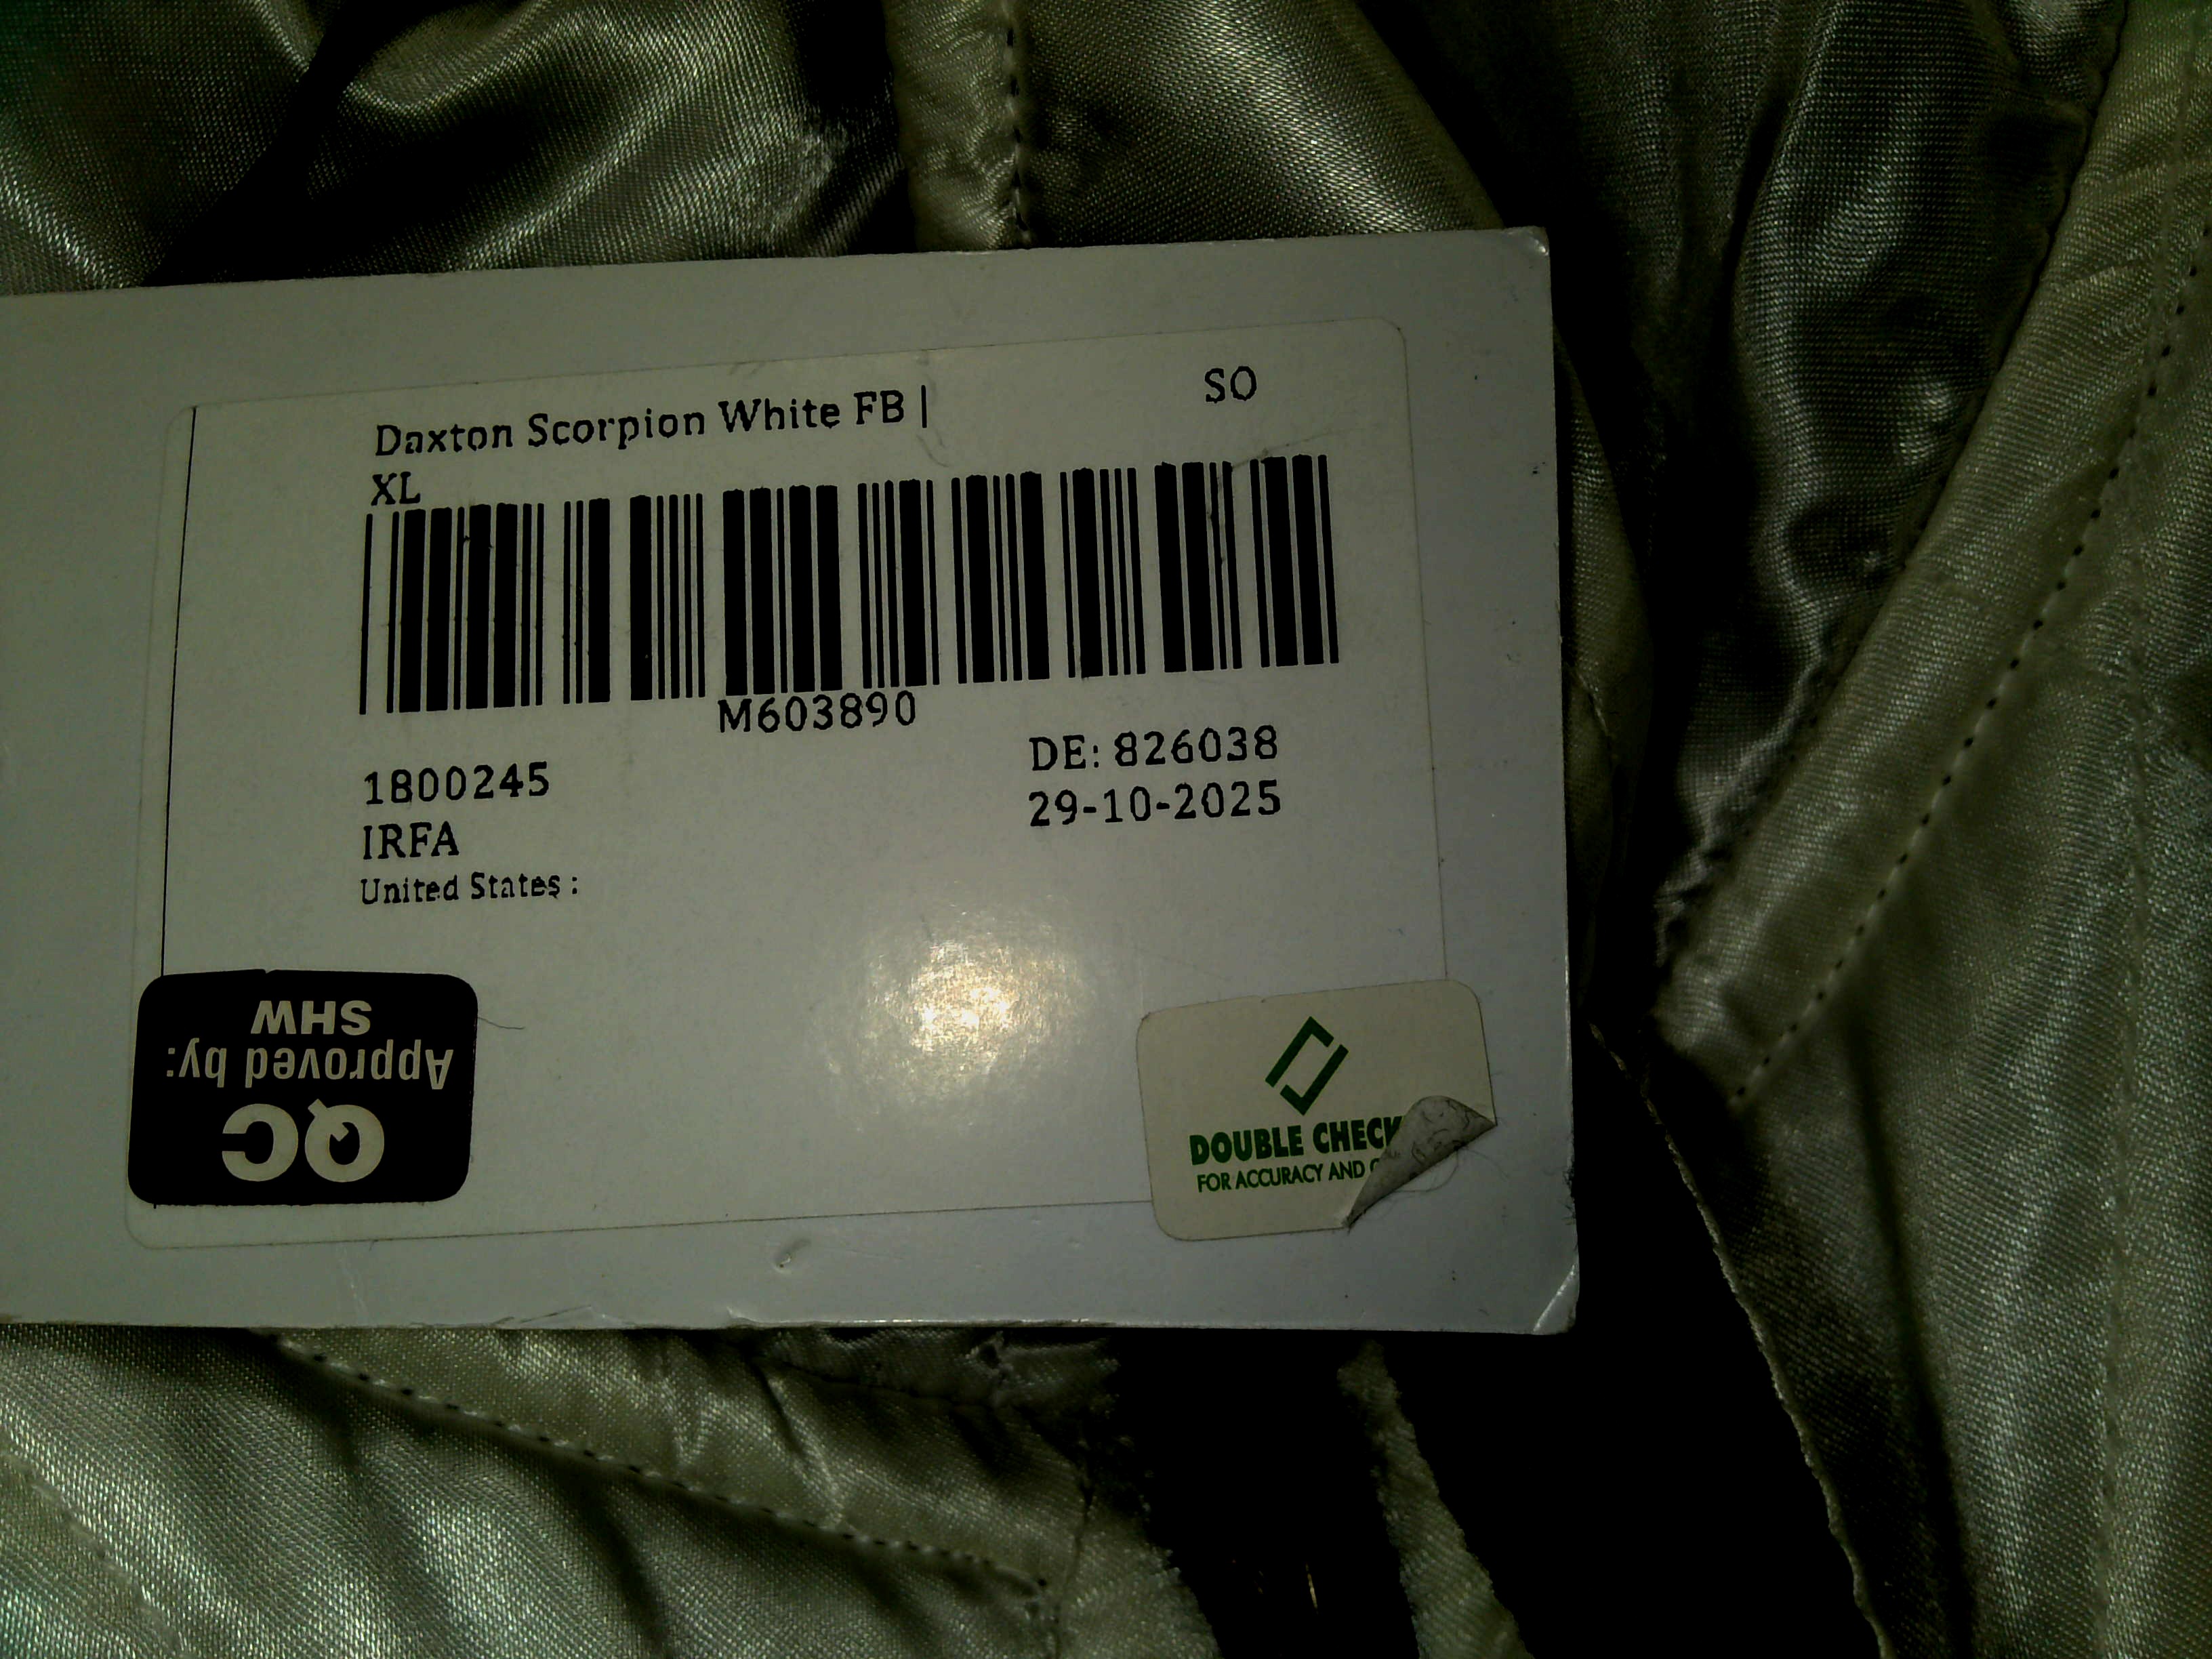 Daxton Scorpion White FB |
SO
XL
M603890
1800245
DE: 826038
IRFA
29-10-2025
United States :
QC
Approved by:
SHW
DOUBLE CHECK
FOR ACCURACY AND